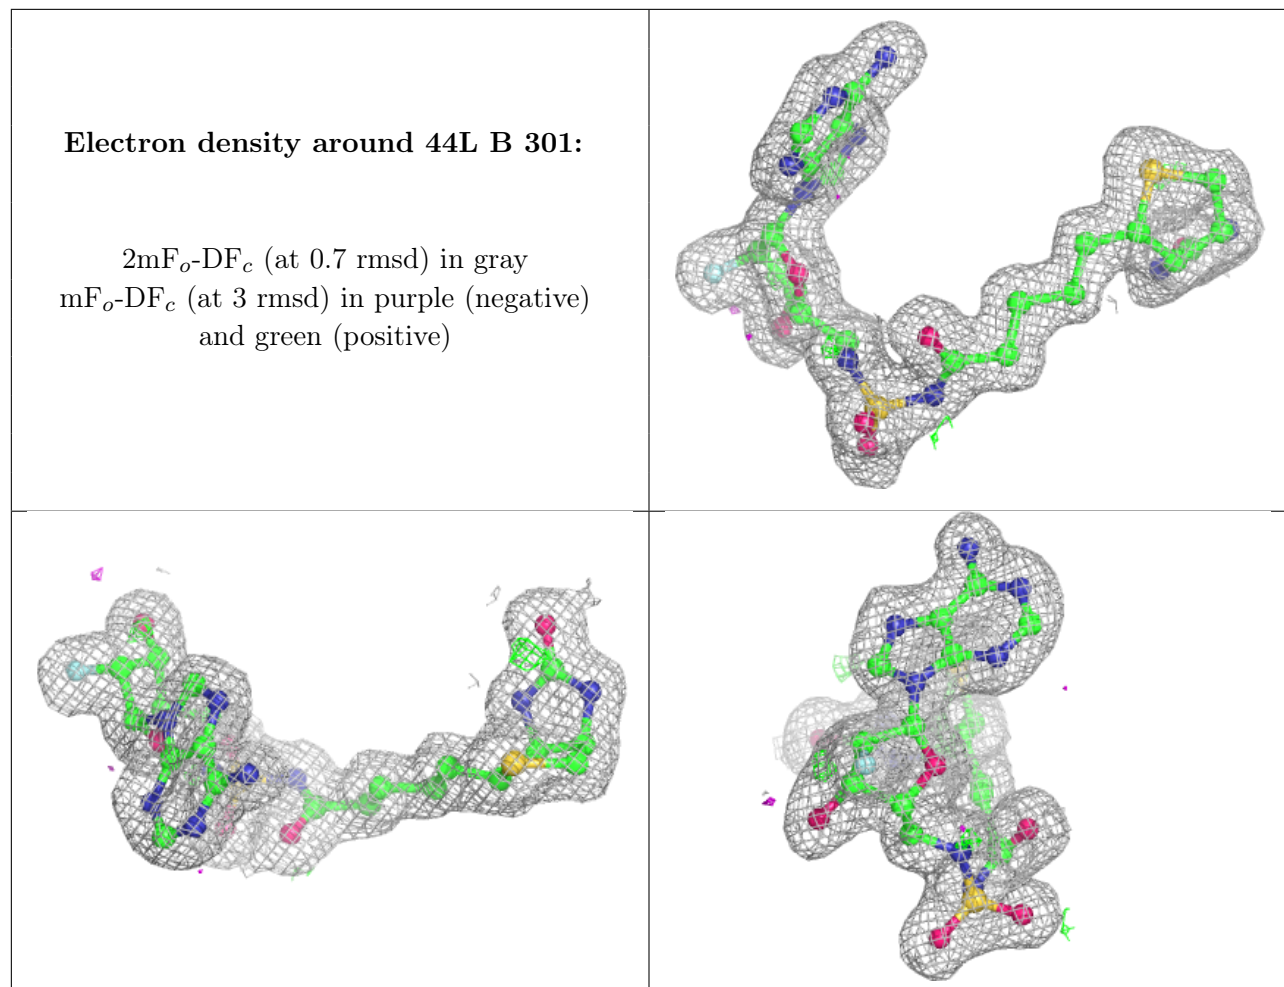 Electron density around 44L B 301:
2mFo-DFc (at 0.7 rmsd) in gray
mFo-DFc (at 3 rmsd) in purple (negative)
and green (positive)